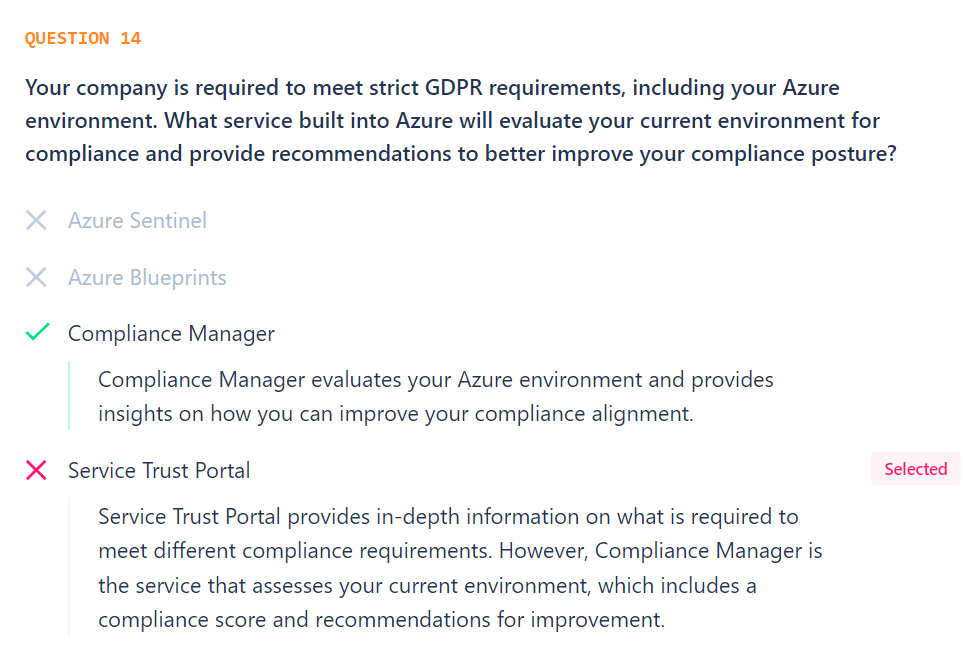 QUESTION 14
Your company is required to meet strict GDPR requirements, including your Azure
environment. What service built into Azure will evaluate your current environment for
compliance and provide recommendations to better improve your compliance posture?
Azure Sentinel
Azure Blueprints
Compliance Manager
Compliance Manager evaluates your Azure environment and provides
insights on how you can improve your compliance alignment.
Service Trust Portal
Selected
Service Trust Portal provides in-depth information on what is required to
meet different compliance requirements. However, Compliance Manager is
the service that assesses your current environment, which includes a
compliance score and recommendations for improvement.